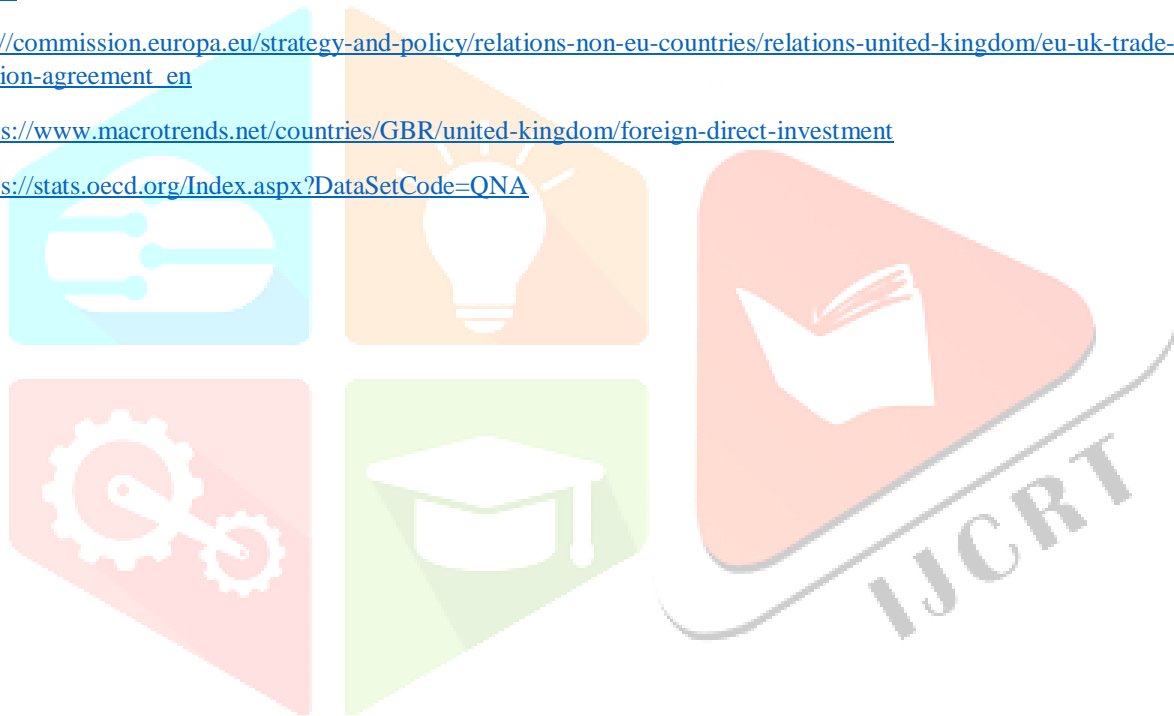 //commission.europa.eu/strategy-and-policy/relations-non-eu-countries/relations-united-kingdom/eu-uk-trade-
ion-agreement_en
s://www.macrotrends.net/countries/GBR/united-kingdom/foreign-direct-investment
s://stats.oecd.org/Index.aspx?DataSetCode=QNA
IJCRT